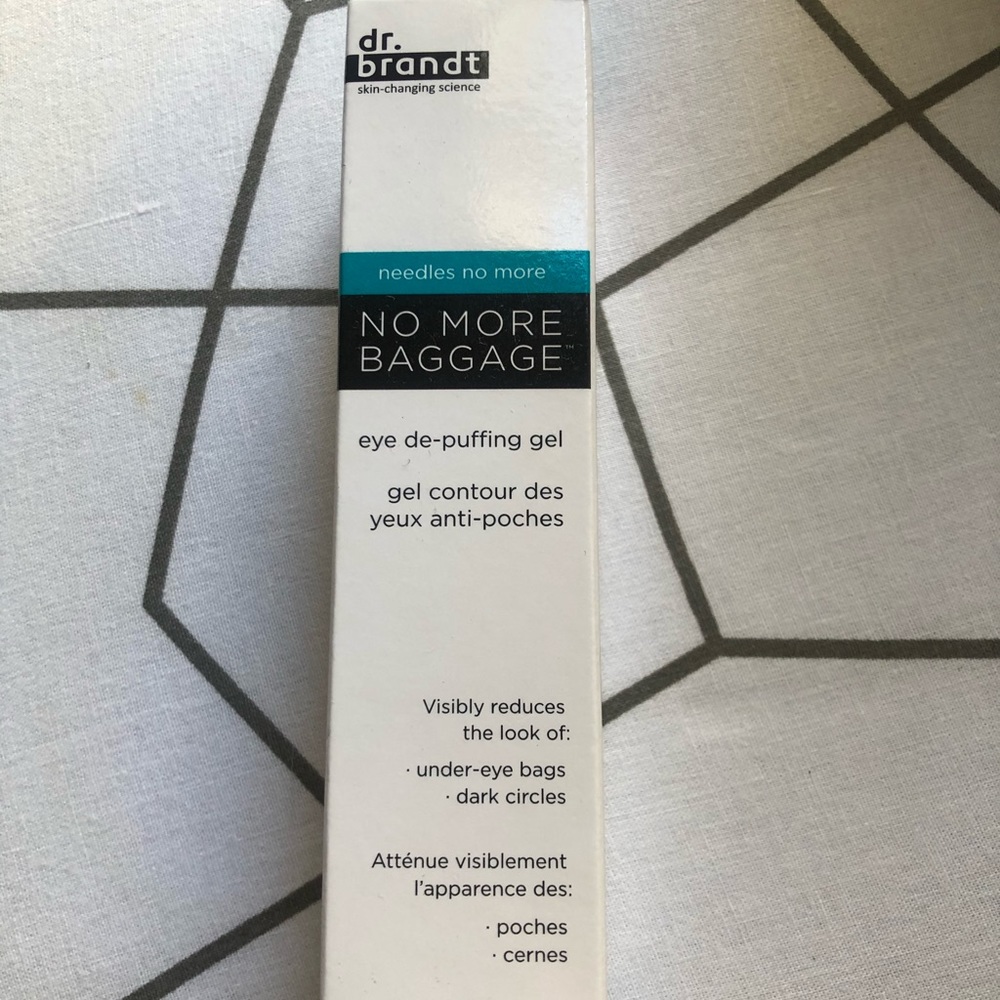 dr.
brandt
skin-changing science
needles no more
NO MORE
BAGGAGE™
eye de-puffing gel
gel contour des
yeux anti-poches
Visibly reduces
the look of:
· under-eye bags
· dark circles
Atténue visiblement
l'apparence des:
· poches
· cernes